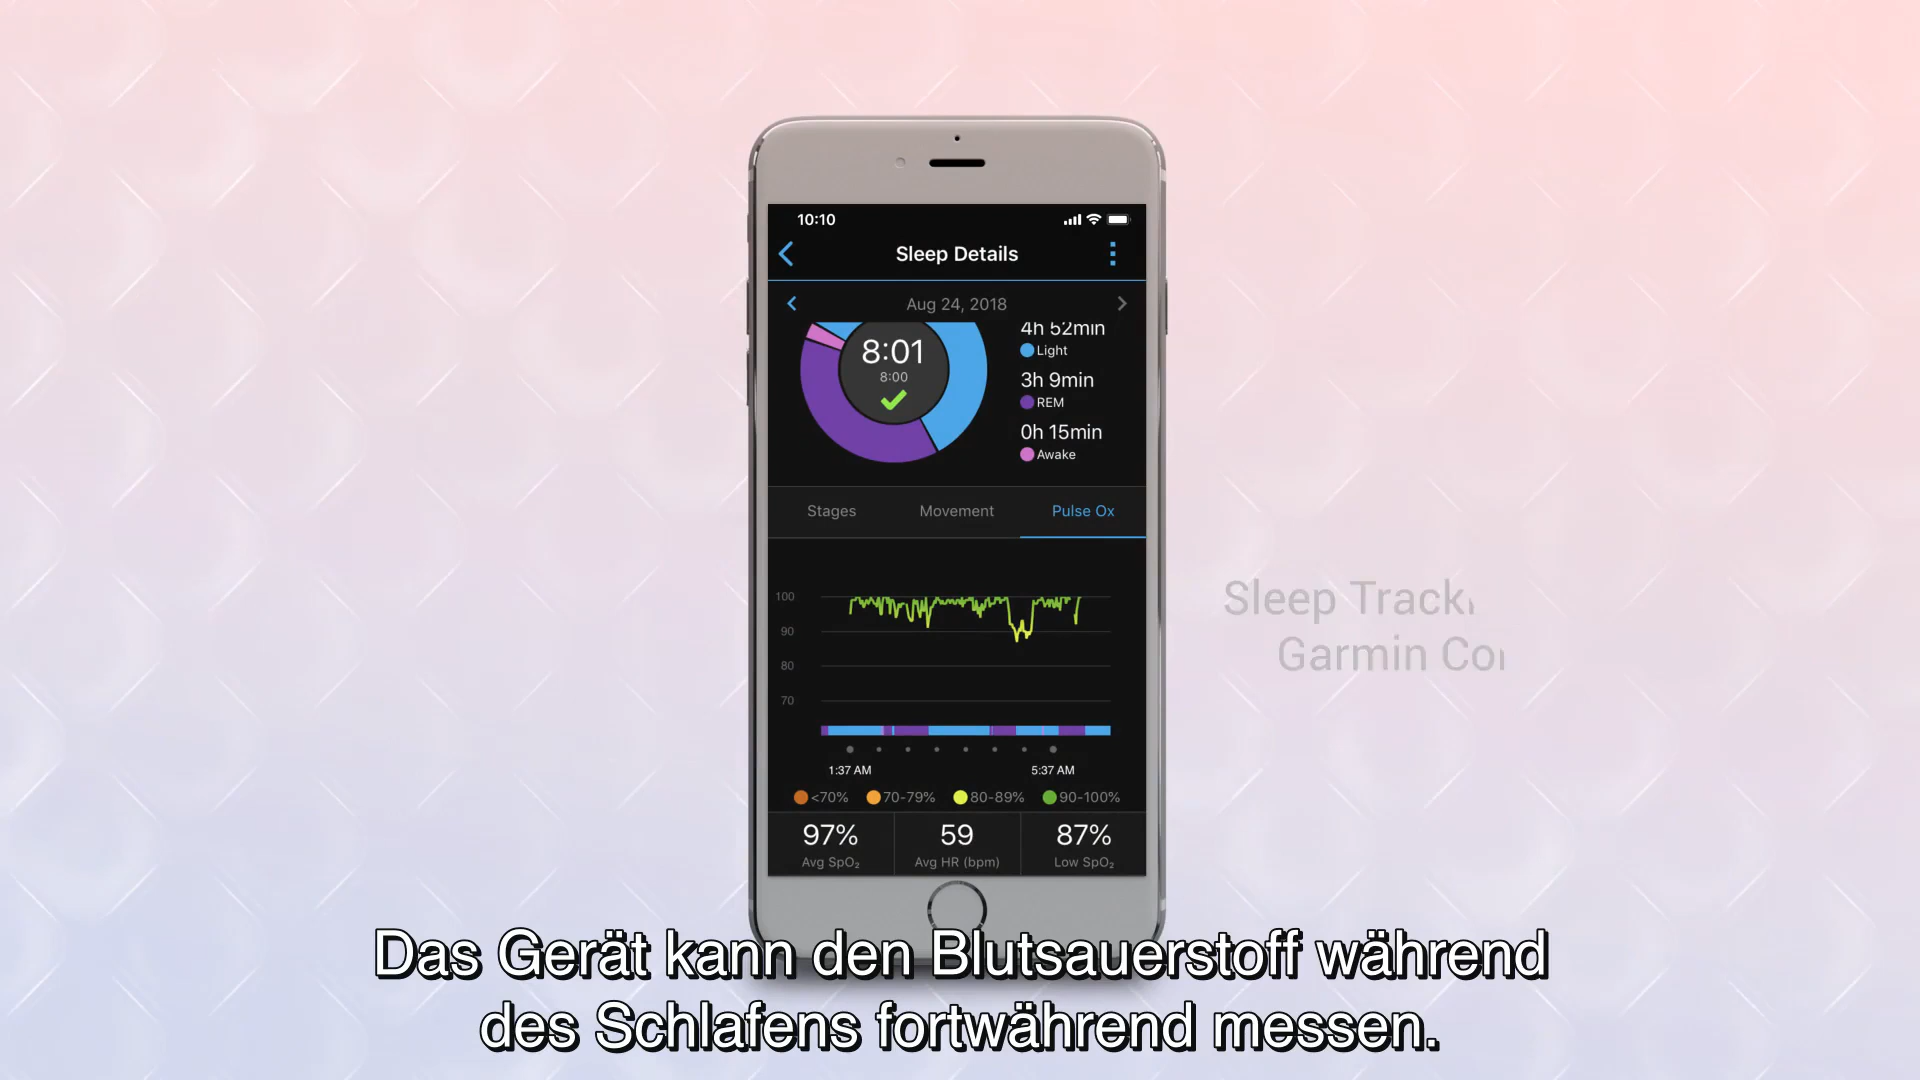 10:10
Sleep Details
Aug 24, 2018
8:01
8:00
4h 52min
Light
3h 9min
REM
0h 15min
Awake
Stages Movement Pulse Ox
100
90
80
70
1:37 AM 5:37 AM
<70% 70-79% 80-89% 90-100%
97% 59 87%
Avg SpO₂ Avg HR (bpm) Low SpO₂
Sleep
Garmin
Das Gerät kann den Blutsauerstoff während
des Schlafens fortwährend messen.